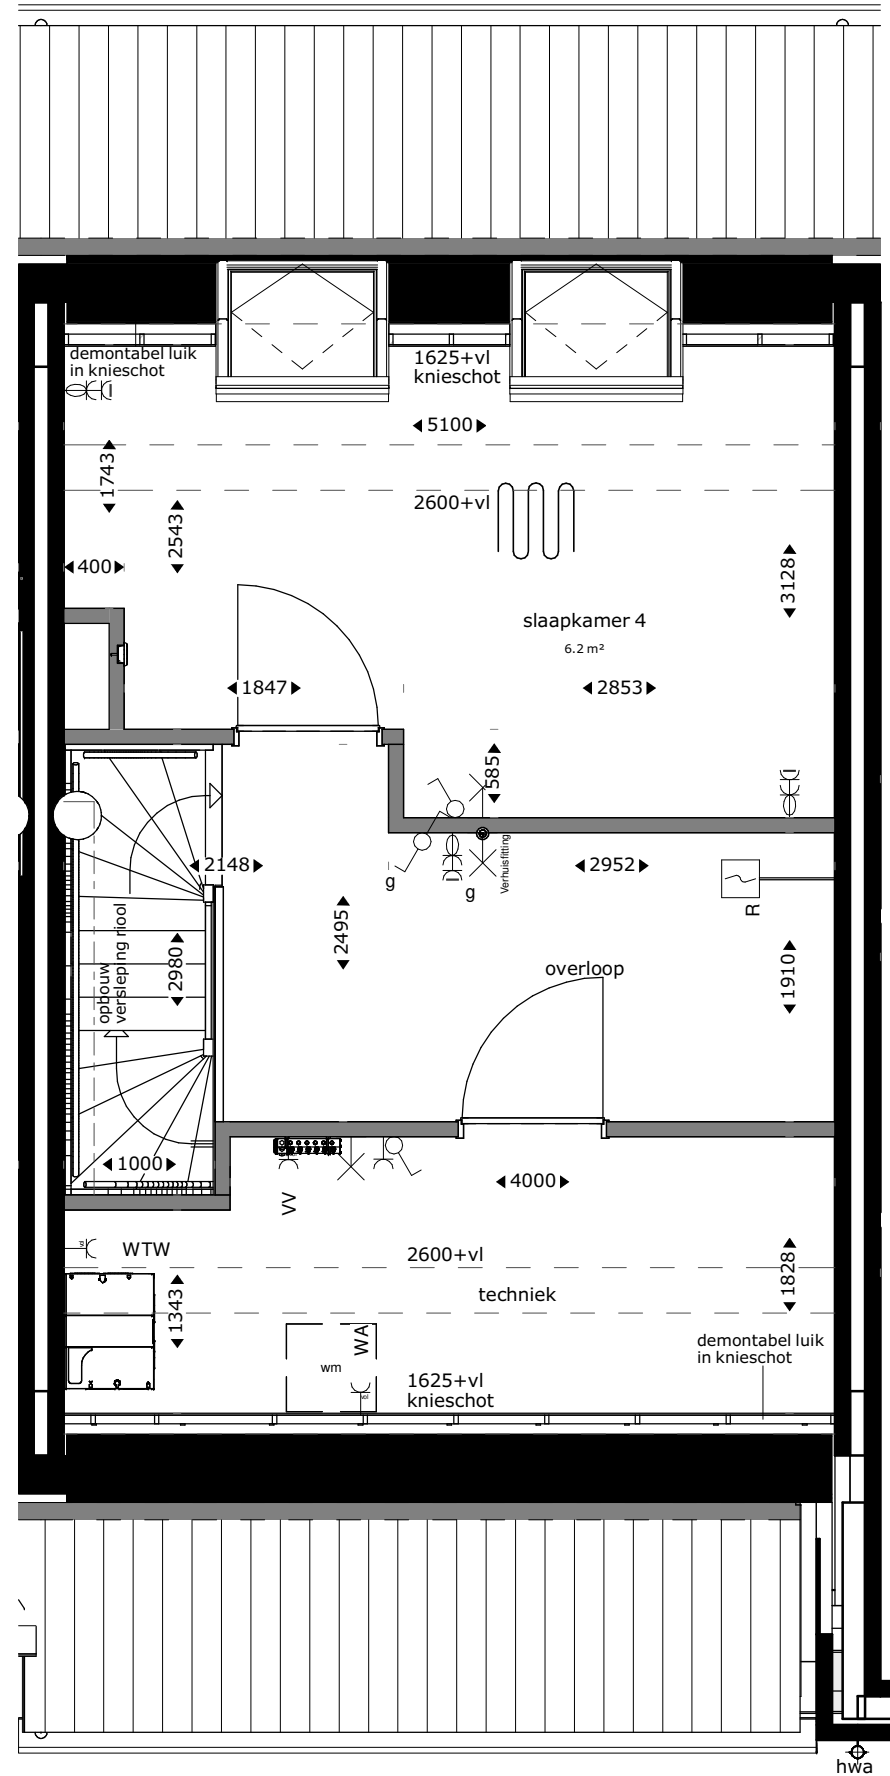 demontabel luik
in knieschot
1625+vl
knieschot
5100
1743
2600+vl
2543
400
3128
slaapkamer 4
6.2 m²
1847
2853
585
2148
g
g
Verhuisfitting
2952
R
2495
opbouw
versleping riool
2980
overloop
1910
1000
VV
4000
WTW
2600+vl
1828
techniek
1343
WA
wm
demontabel luik
in knieschot
1625+vl
knieschot
hwa